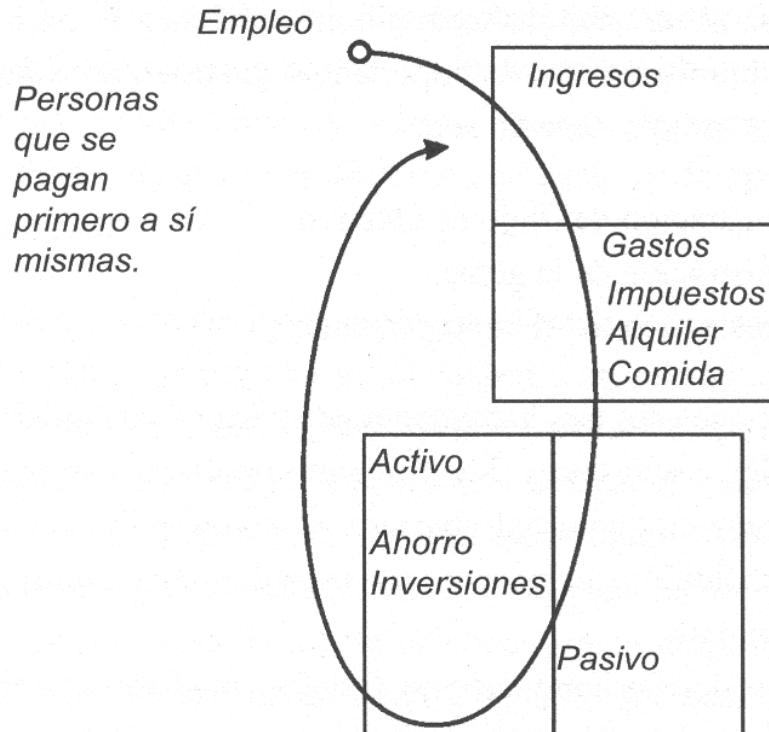 Empleo
Personas
que se
pagan
primero a sí
mismas.
Ingresos
Gastos
Impuestos
Alquiler
Comida
Activo
Ahorro
Inversiones
Pasivo